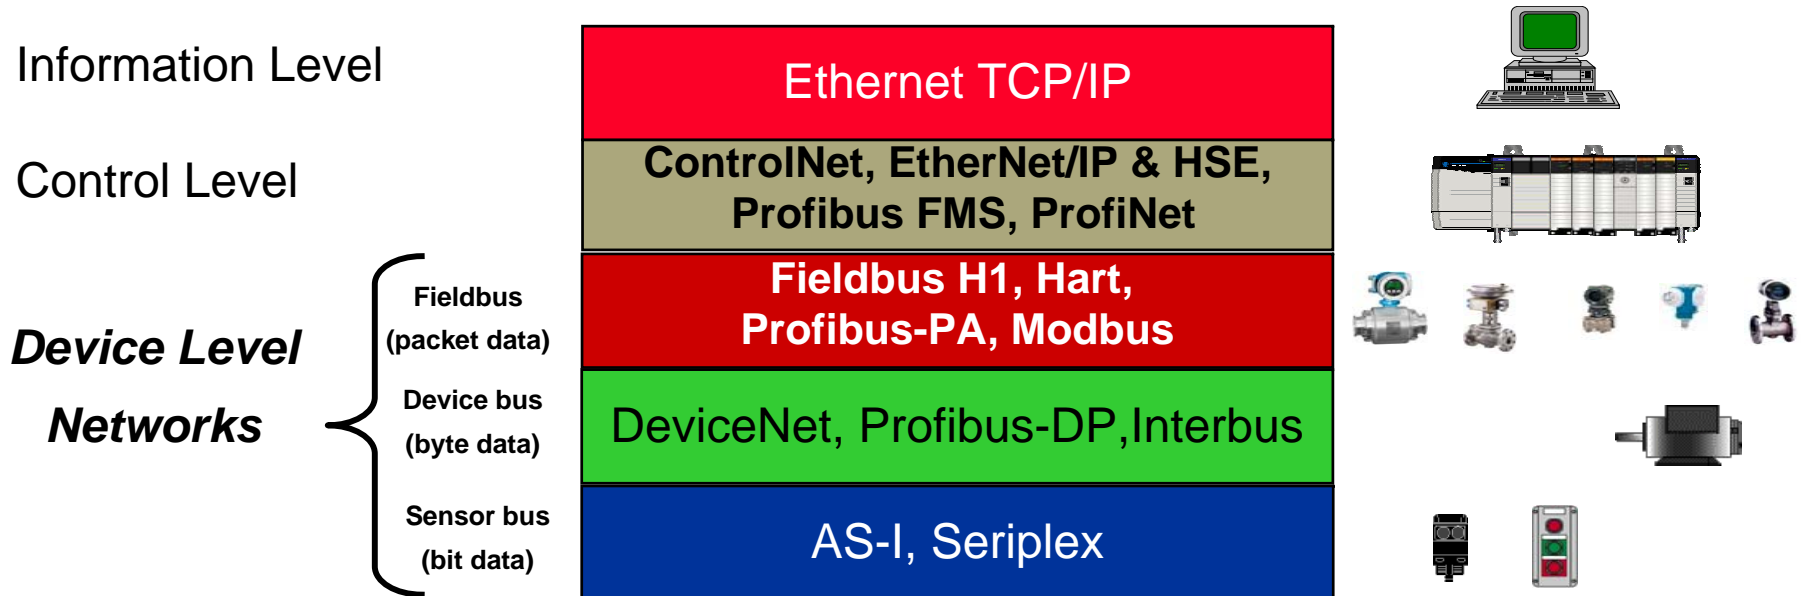 Information Level
Ethernet TCP/IP
Control Level
ControlNet, EtherNet/IP & HSE,
Profibus FMS, ProfiNet
Device Level
Networks
Fieldbus
(packet data)
Fieldbus H1, Hart,
Profibus-PA, Modbus
Device bus
(byte data)
DeviceNet, Profibus-DP,Interbus
Sensor bus
(bit data)
AS-I, Seriplex